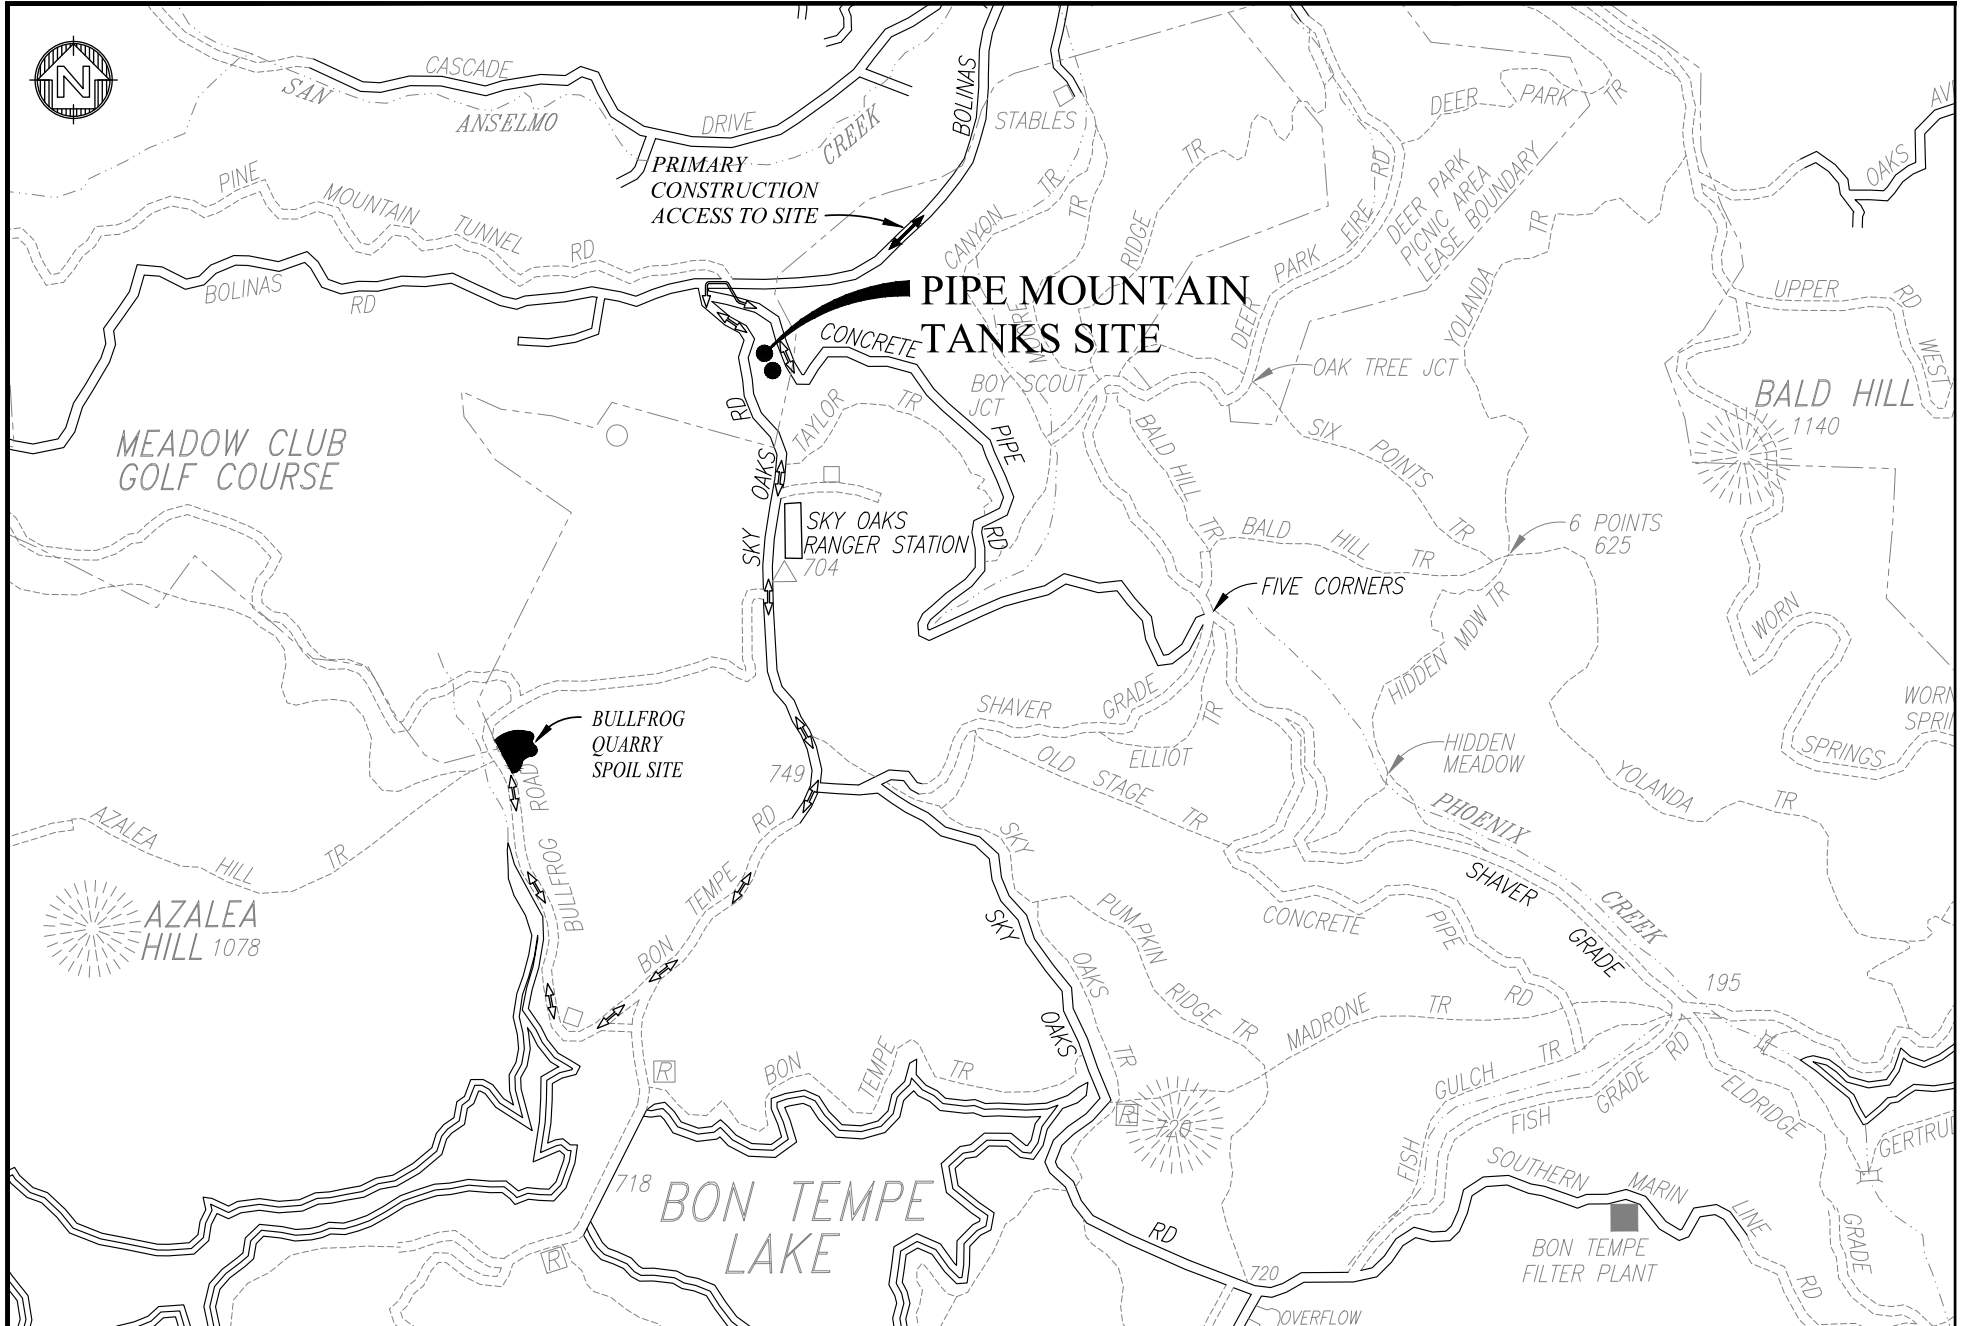 N
CASCADE
SAN
ANSELMO
DRIVE
CREEK
BOLINAS
STABLES
DEER
PARK
TR
AV
OAKS
PRIMARY
CONSTRUCTION
ACCESS TO SITE
PINE
MOUNTAIN
TUNNEL
RD
CANYON
TR
TR
RIDGE
TR
DEER
PARK
FIRE
RD
DEER PARK
PICNIC AREA
LEASE BOUNDARY
YOLANDA
TR
BOLINAS
RD
PIPE MOUNTAIN
TANKS SITE
UPPER
RD
WEST
CONCRETE
PIPE
RD
BOY SCOUT
JCT
OAK TREE JCT
BALD HILL
1140
MEADOW CLUB
GOLF COURSE
RD
OAKS
SKY
TAYLOR
TR
BALD HILL
TR
SIX
POINTS
TR
SKY OAKS
RANGER STATION
704
BALD
HILL
TR
6 POINTS
625
FIVE CORNERS
HIDDEN MDW TR
WORN
SPRINGS
WORN
SPRI
BULLFROG
QUARRY
SPOIL SITE
SHAVER
GRADE
TR
ELLIOT
HIDDEN
MEADOW
749
OLD
STAGE
TR
YOLANDA
TR
AZALEA
HILL
TR
BULLFROG
ROAD
BON
TEMPE
RD
SKY
OAKS
TR
PHOENIX
CREEK
SHAVER
GRADE
AZALEA
HILL 1078
SKY
OAKS
RD
PUMPKIN
RIDGE
TR
CONCRETE
PIPE
RD
195
MADRONE
TR
R
BON
TEMPE
TR
R
720
GULCH
TR
FISH
FISH
GRADE
RD
ELDRIDGE
GRADE
RD
GERTRUD
718
BON TEMPE
LAKE
R
SOUTHERN
MARIN
LINE
BON TEMPE
FILTER PLANT
720
OVERFLOW